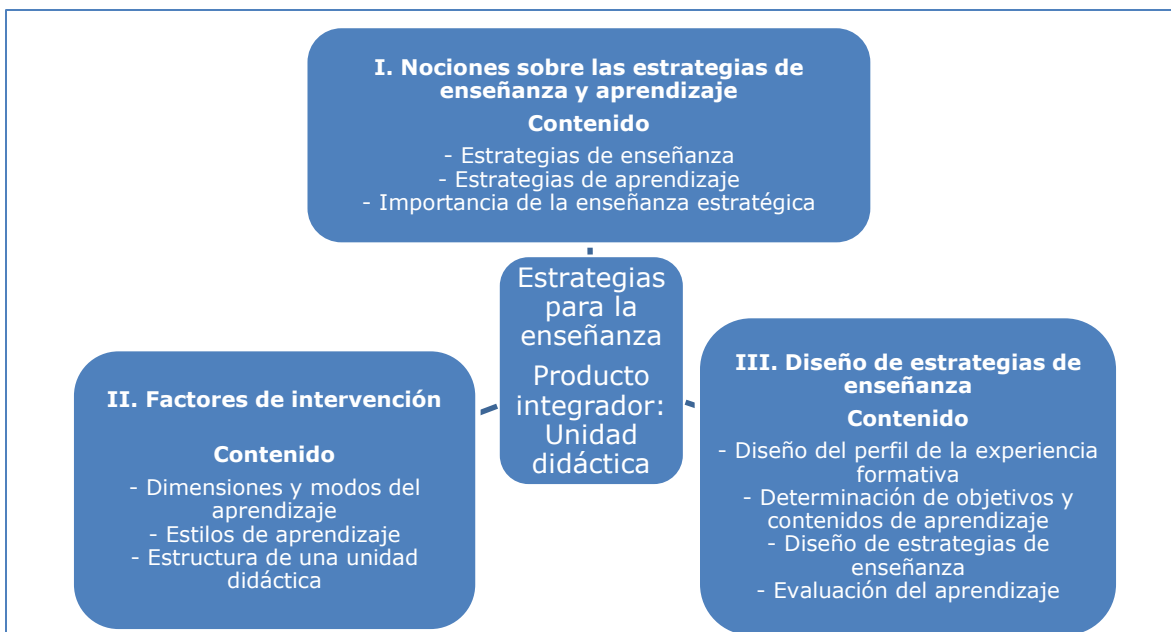 I. Nociones sobre las estrategias de
enseñanza y aprendizaje
Contenido
- Estrategias de enseñanza
- Estrategias de aprendizaje
- Importancia de la enseñanza estratégica
Estrategias
para la
enseñanza
Producto
integrador:
Unidad
didáctica
II. Factores de intervención
Contenido
- Dimensiones y modos del
aprendizaje
- Estilos de aprendizaje
- Estructura de una unidad
didáctica
III. Diseño de estrategias de
enseñanza
Contenido
- Diseño del perfil de la experiencia
formativa
- Determinación de objetivos y
contenidos de aprendizaje
- Diseño de estrategias de
enseñanza
- Evaluación del aprendizaje